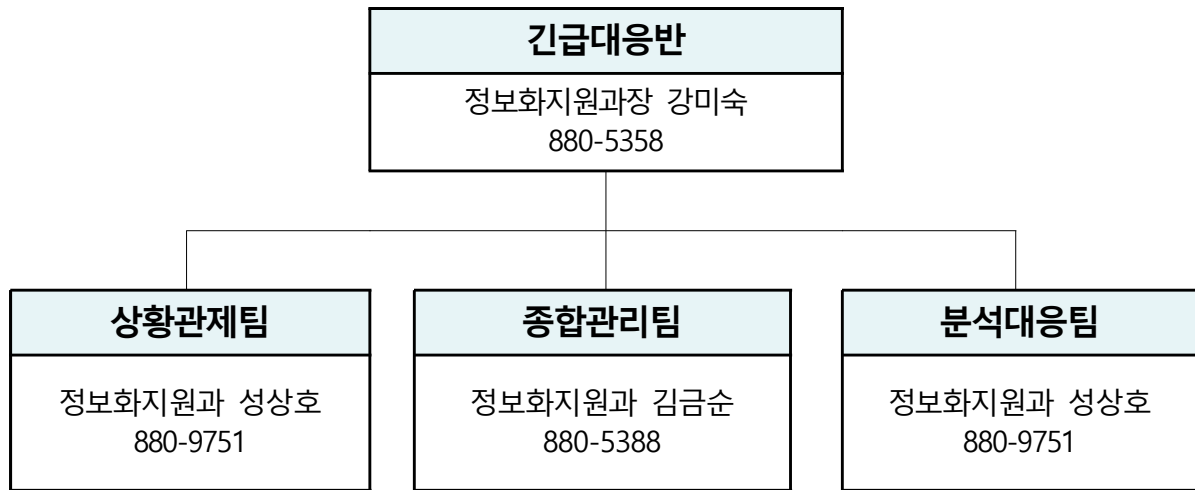 긴급대응반
정보화지원과장 강미숙
880-5358
상황관제팀
정보화지원과 성상호
880-9751
종합관리팀
정보화지원과 김금순
880-5388
분석대응팀
정보화지원과 성상호
880-9751